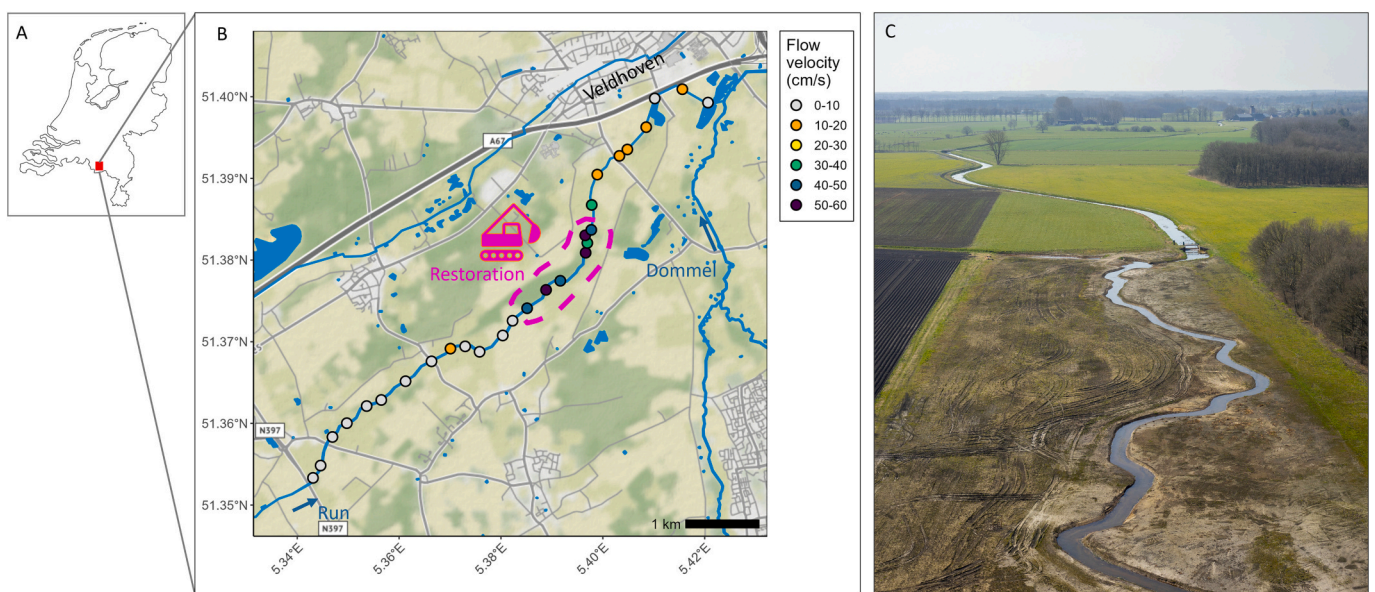 A
B
C
Flow
velocity
(cm/s)
0-10
10-20
20-30
30-40
40-50
50-60
51.40°N
51.39°N
51.38°N
51.37°N
51.36°N
51.35°N
Veldhoven
A67
Restoration
Dommel
N397
Run
N397
1 km
5.34°E
5.36°E
5.38°E
5.40°E
5.42°E